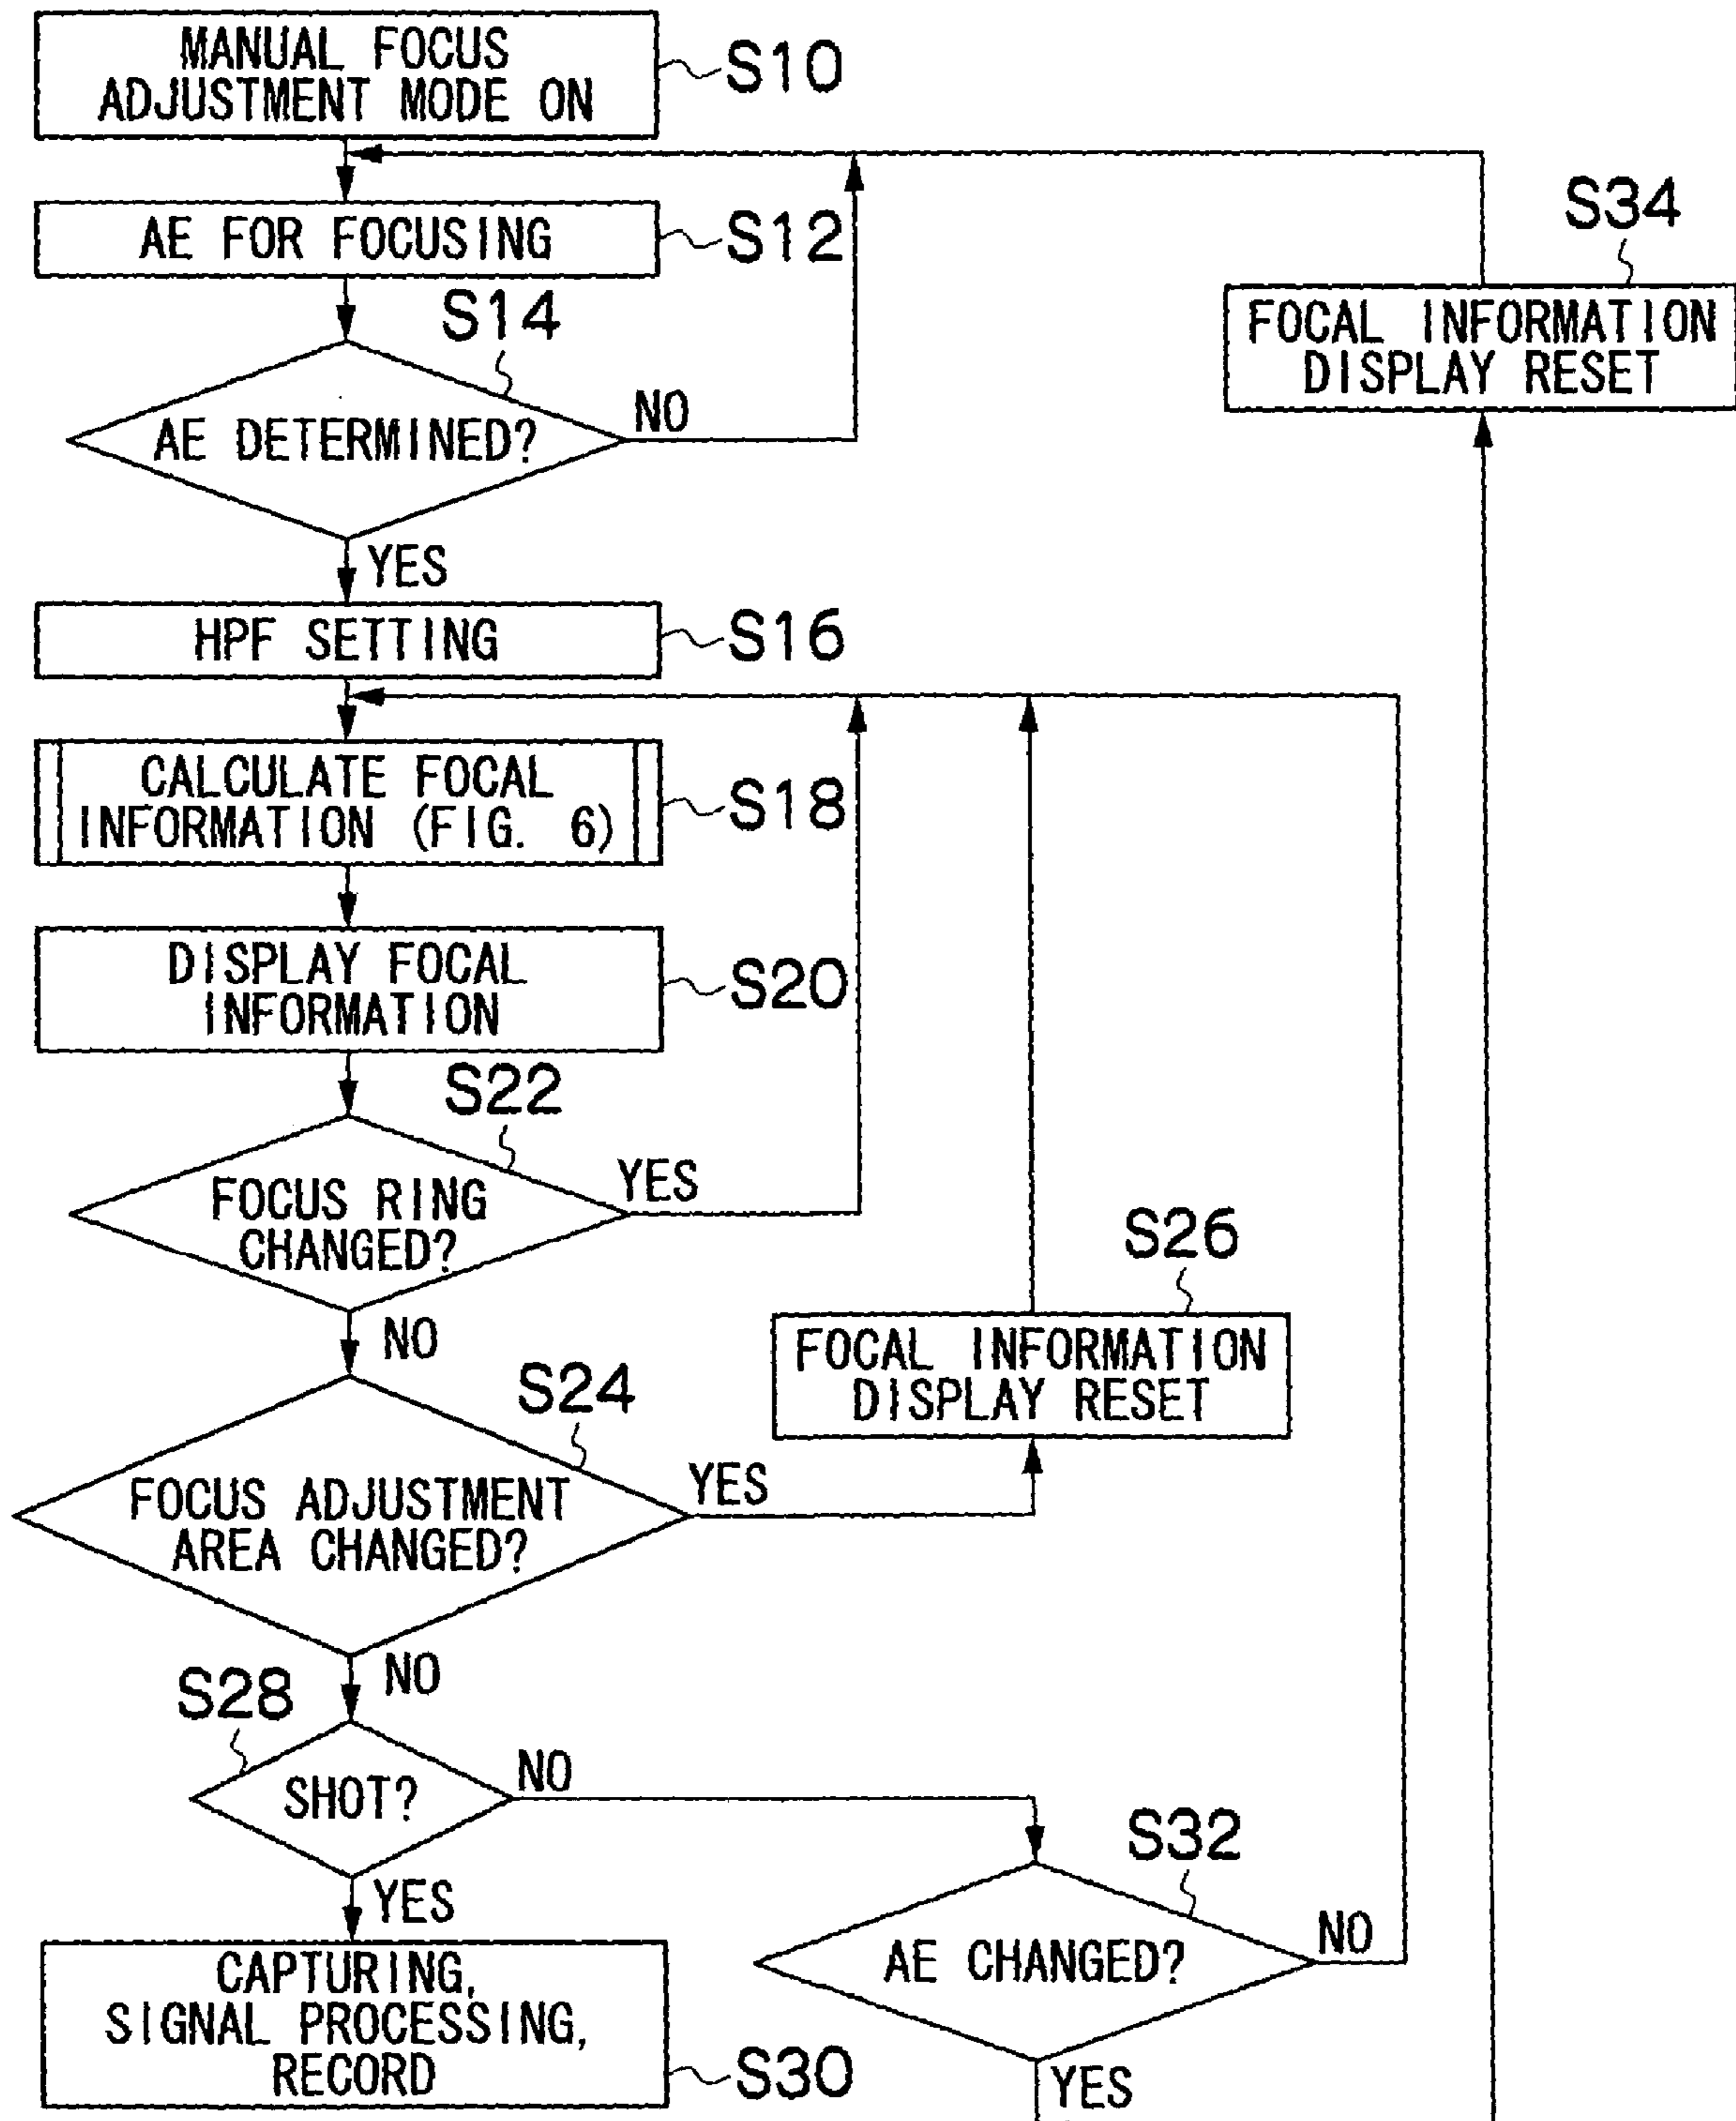 MANUAL FOCUS
ADJUSTMENT MODE ON
S10
AE FOR FOCUSING
S12
S34
FOCAL INFORMATION
DISPLAY RESET
S14
AE DETERMINED?
NO
YES
HPF SETTING
S16
CALCULATE FOCAL
INFORMATION (FIG. 6)
S18
DISPLAY FOCAL
INFORMATION
S20
S22
FOCUS RING
CHANGED?
YES
NO
S26
FOCAL INFORMATION
DISPLAY RESET
S24
FOCUS ADJUSTMENT
AREA CHANGED?
YES
NO
S28
SHOT?
NO
YES
S32
AE CHANGED?
NO
YES
CAPTURING,
SIGNAL PROCESSING,
RECORD
S30